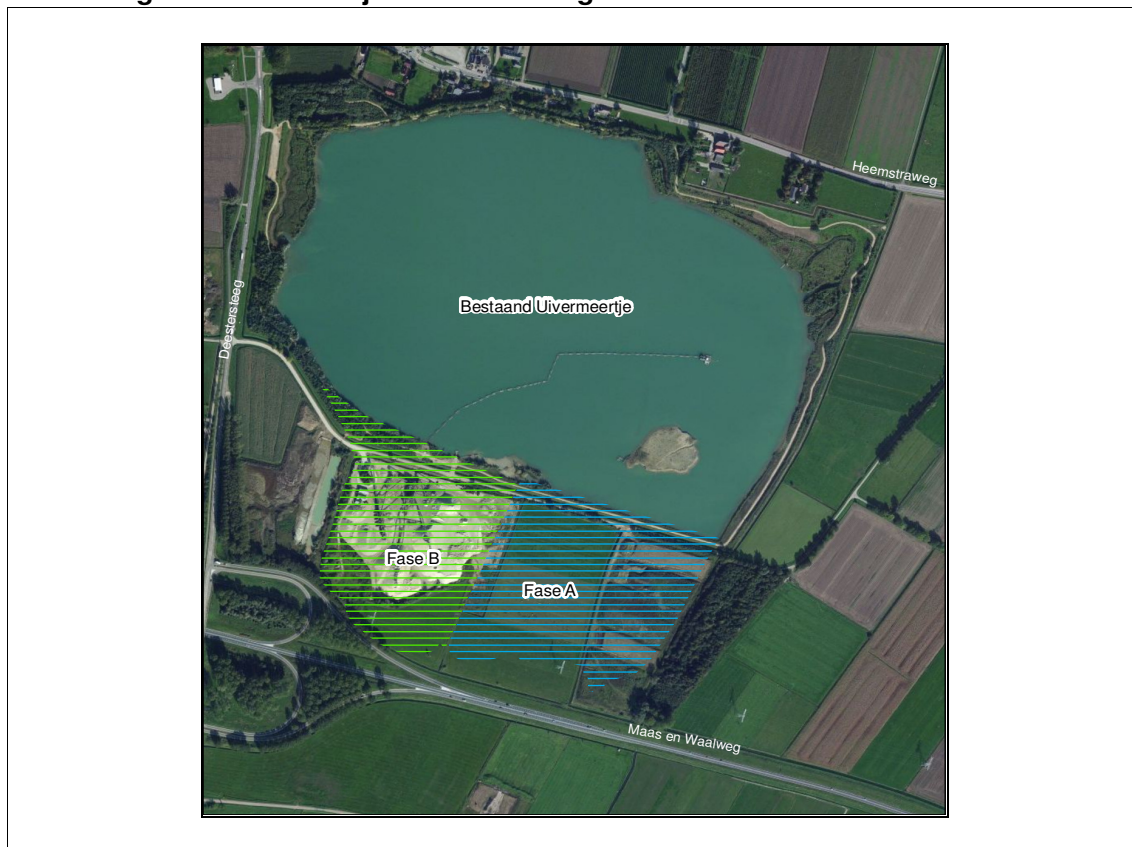 Heemstraweg
Bestaand Uivermeertje
Deestersteeg
Fase B
Fase A
Maas en Waalweg